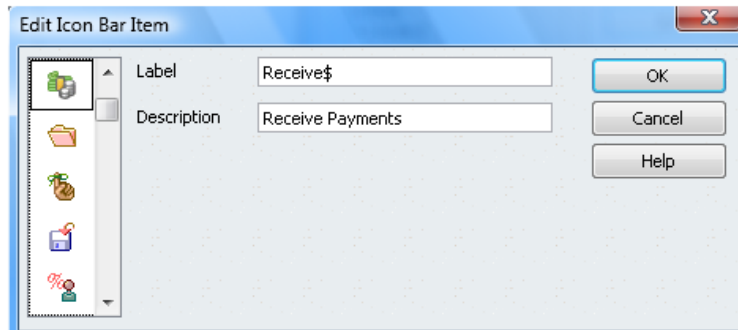 Edit Icon Bar Item
Label Receive$ OK
Description Receive Payments Cancel
Help